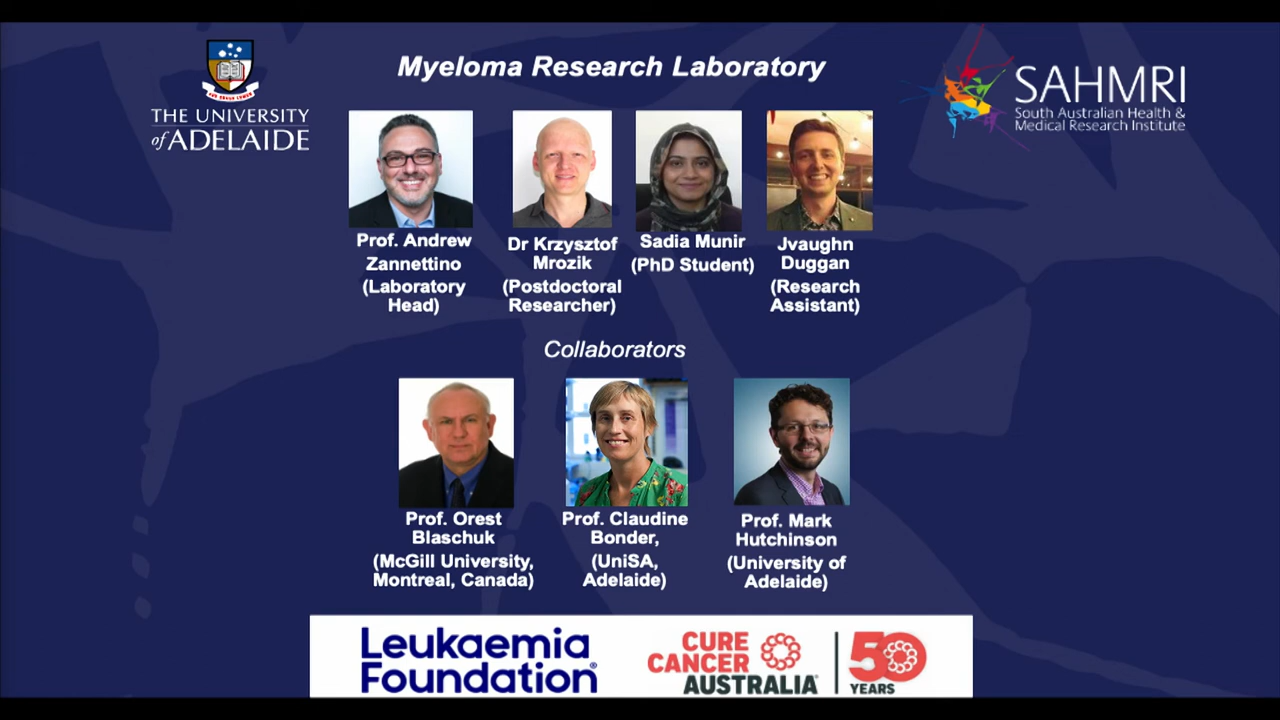 Myeloma Research Laboratory
THE UNIVERSITY
of ADELAIDE
SAHMRI
South Australian Health &
Medical Research Institute
Prof. Andrew
Zannettino
(Laboratory
Head)
Dr Krzysztof
Mrozik
(Postdoctoral
Researcher)
Sadia Munir
(PhD Student)
Jvaughn
Duggan
(Research
Assistant)
Collaborators
Prof. Orest
Blaschuk
(McGill University,
Montreal, Canada)
Prof. Claudine
Bonder,
(UniSA,
Adelaide)
Prof. Mark
Hutchinson
(University of
Adelaide)
Leukaemia
Foundation
CURE
CANCER
AUSTRALIA
50
YEARS